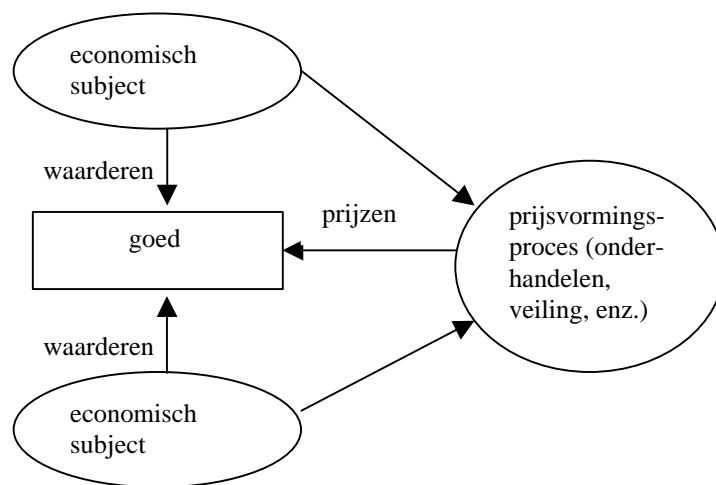 economisch
subject
waarderen
goed
prijzen
prijsvormings-
proces (onder-
handelen,
veiling, enz.)
waarderen
economisch
subject